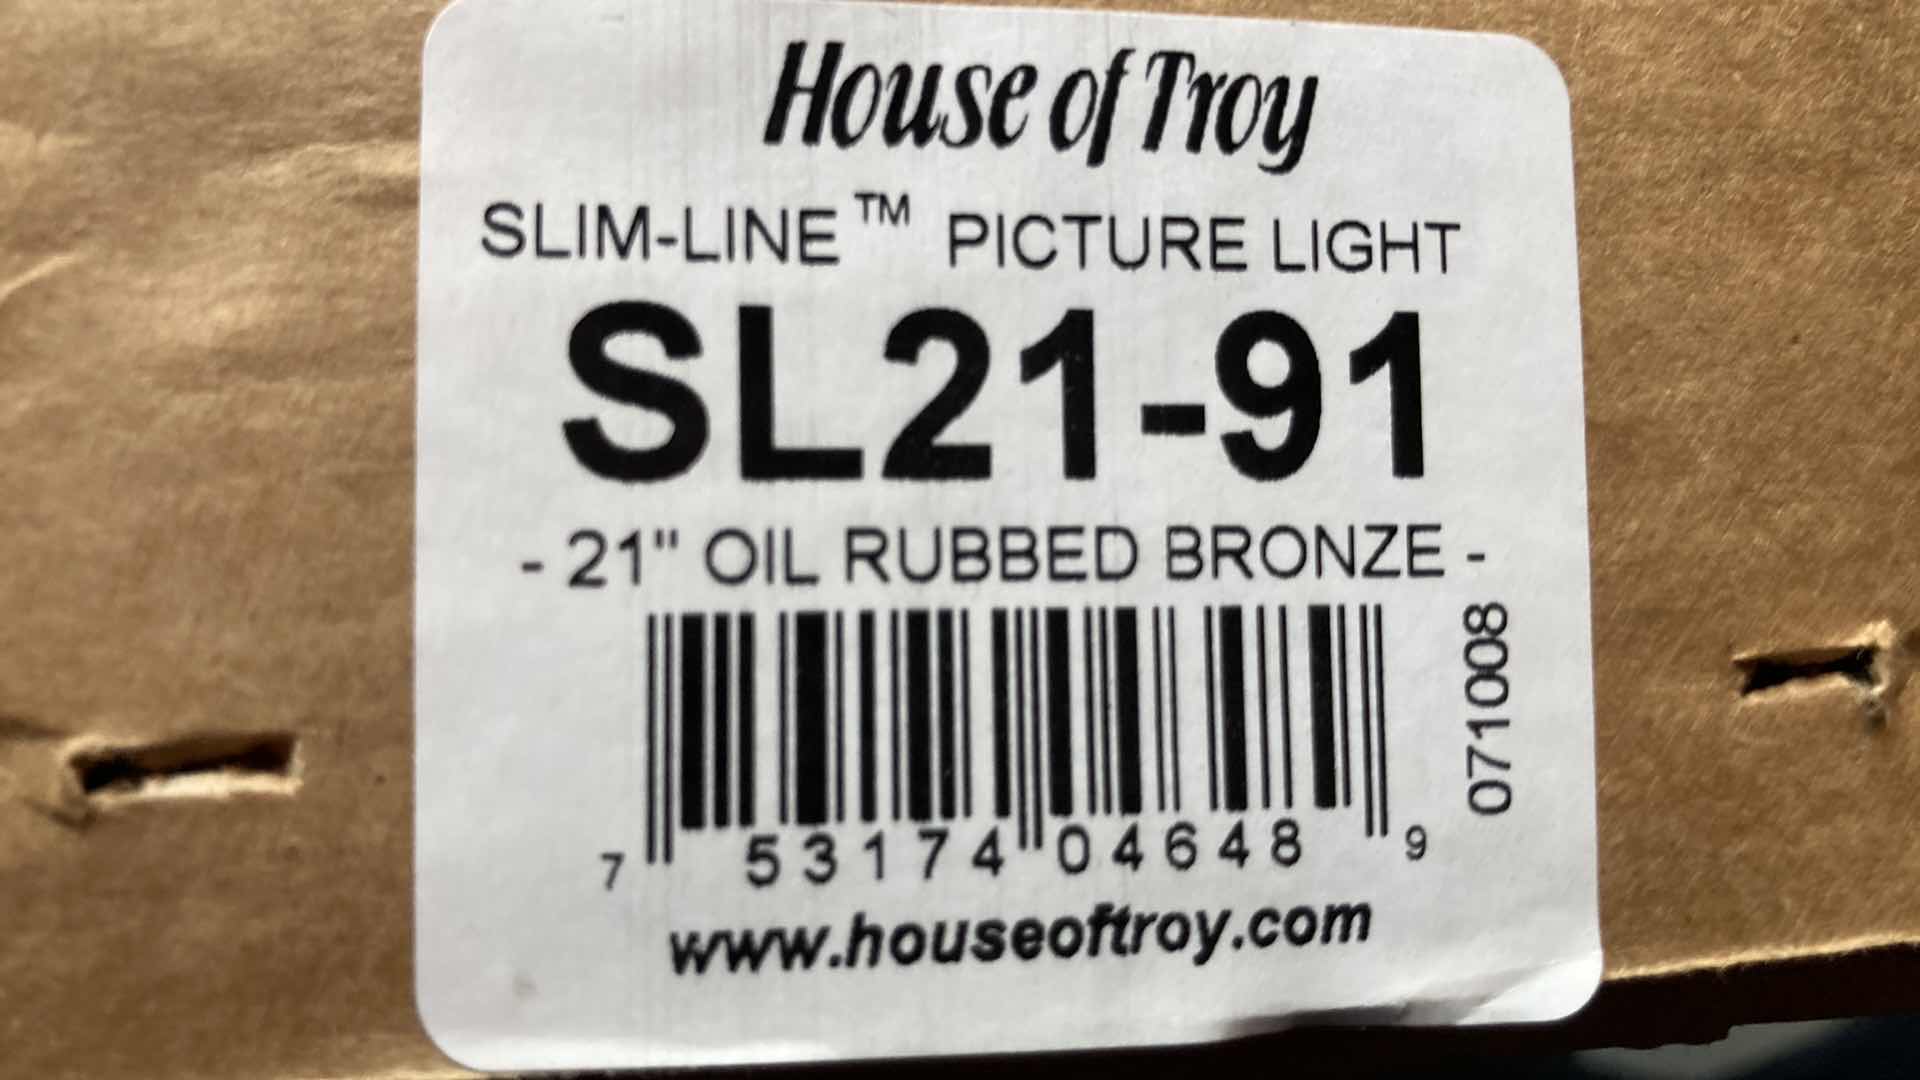 House of Troy
SLIM-LINE™ PICTURE LIGHT
SL21-91
- 21" OIL RUBBED BRONZE -
071008
7 53174 04648 9
www.houseoftroy.com